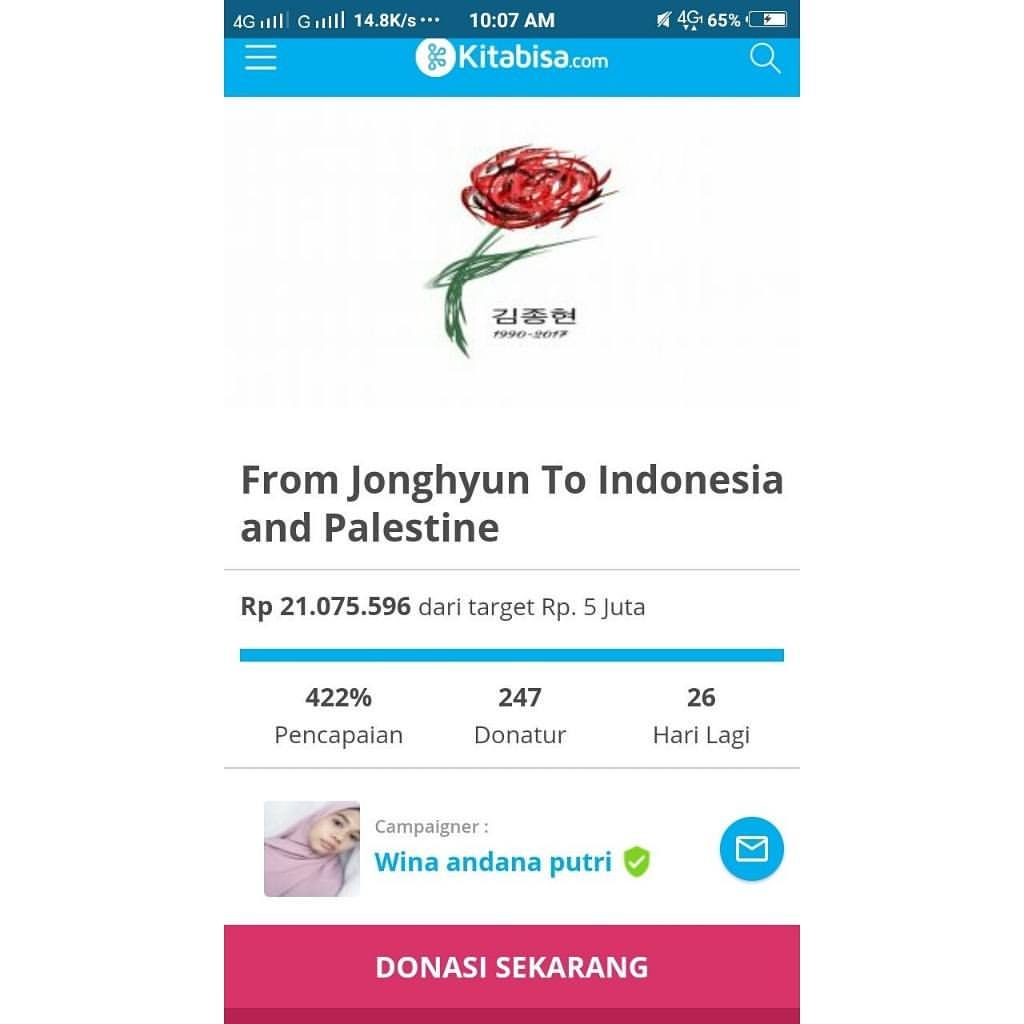 4G G 14.8K/s ··· 10:07 AM 4G 65%
Kitabisa.com
김종현
1990-2017
From Jonghyun To Indonesia
and Palestine
Rp 21.075.596 dari target Rp. 5 Juta
422% 247 26
Pencapaian Donatur Hari Lagi
Campaigner :
Wina andana putri
DONASI SEKARANG